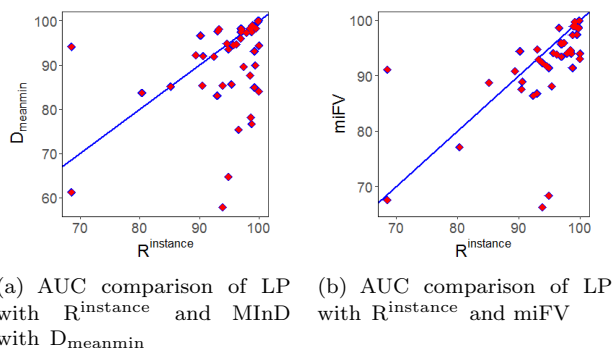 100
90
80
70
60
D_meanmin
70
80
90
100
R^instance
100
90
80
70
miFV
70
80
90
100
R^instance
(a) AUC comparison of LP
with R^instance and MInD
with D_meanmin
(b) AUC comparison of LP
with R^instance and miFV